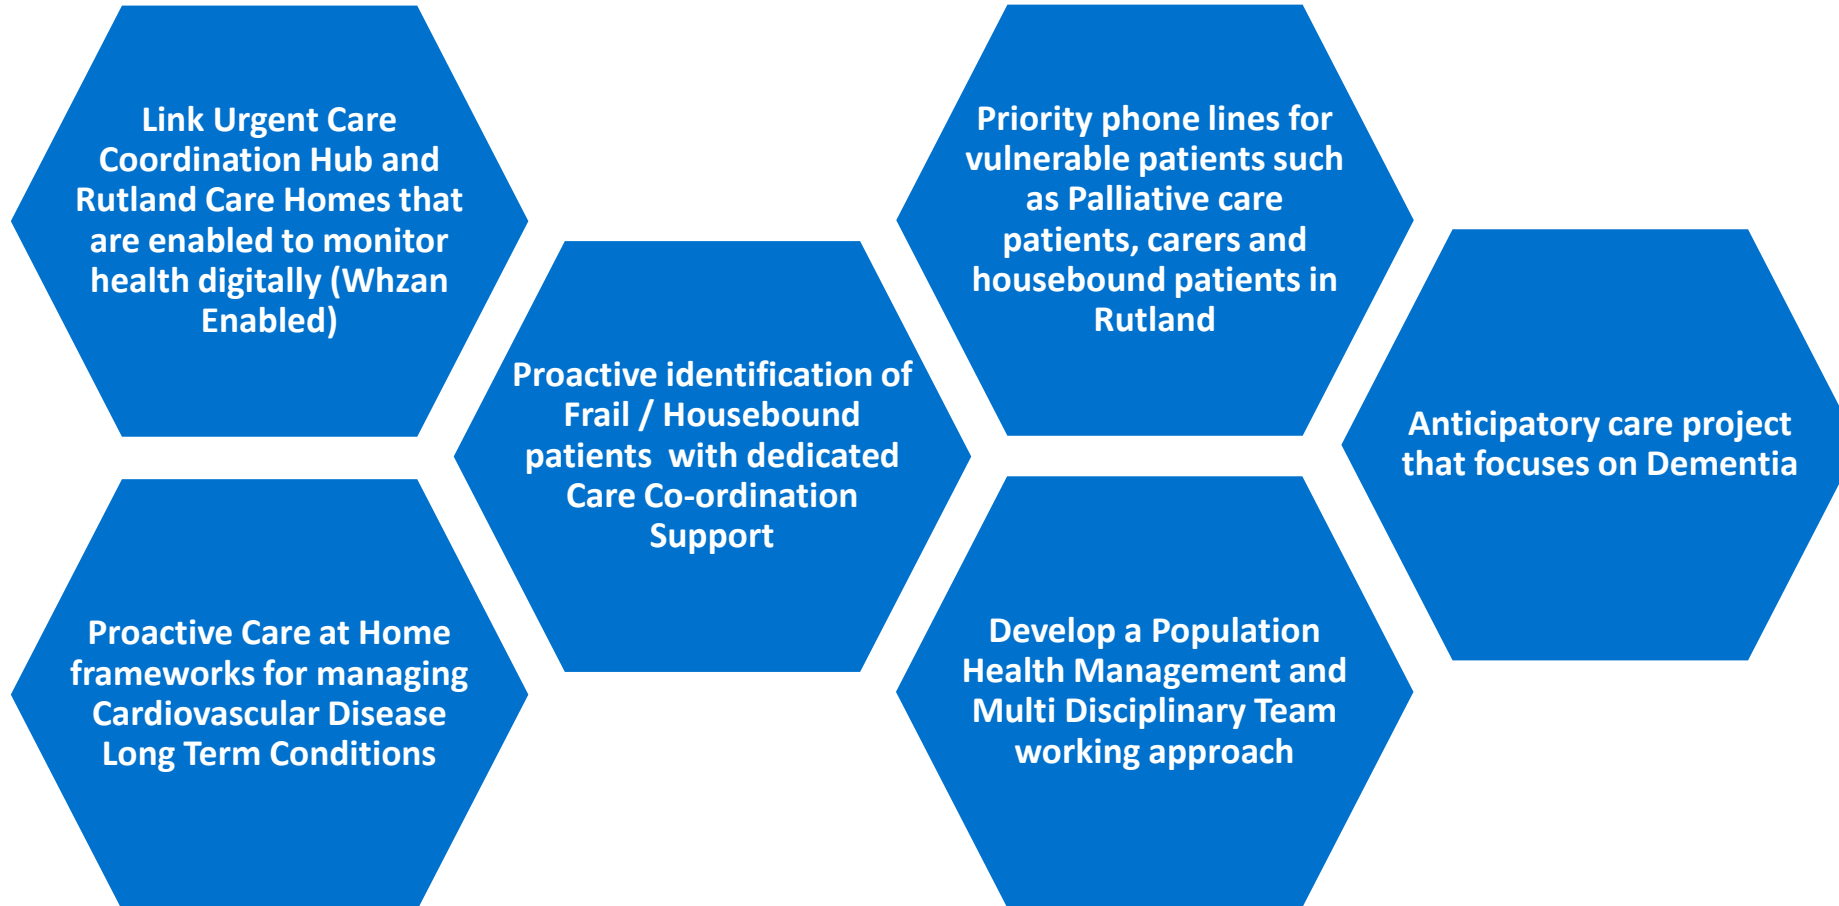 Link Urgent Care
Coordination Hub and
Rutland Care Homes that
are enabled to monitor
health digitally (Whzan
Enabled)
Proactive Care at Home
frameworks for managing
Cardiovascular Disease
Long Term Conditions
Proactive identification of
Frail / Housebound
patients  with dedicated
Care Co-ordination
Support
Priority phone lines for
vulnerable patients such
as Palliative care
patients, carers and
housebound patients in
Rutland
Develop a Population
Health Management and
Multi Disciplinary Team
working approach
Anticipatory care project
that focuses on Dementia